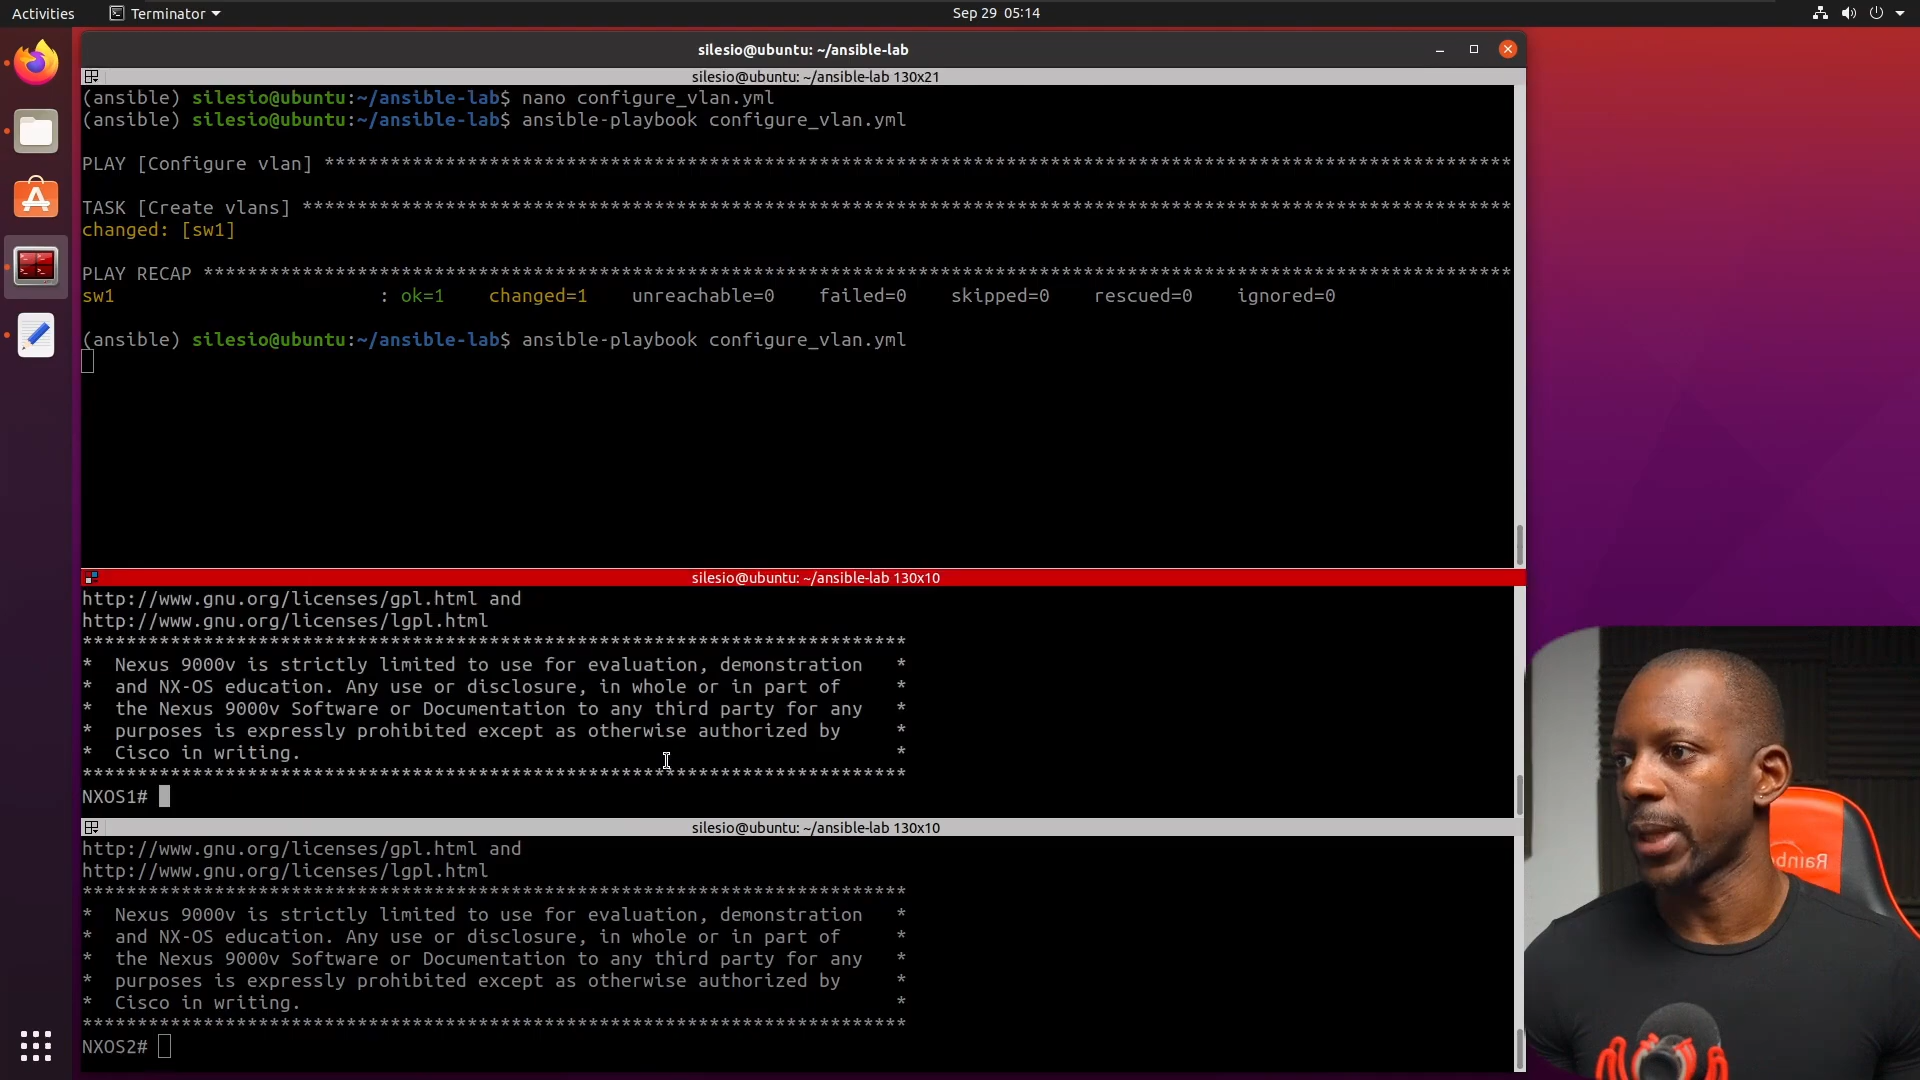 Activities
Terminator
Sep 29 05:14
silesio@ubuntu: ~/ansible-lab
silesio@ubuntu: ~/ansible-lab 130x21
(ansible) silesio@ubuntu:~/ansible-lab$ nano configure_vlan.yml
(ansible) silesio@ubuntu:~/ansible-lab$ ansible-playbook configure_vlan.yml
PLAY [Configure vlan] ************************************************************************************************************
TASK [Create vlans] **************************************************************************************************************
changed: [sw1]
PLAY RECAP ***********************************************************************************************************************
sw1                        : ok=1    changed=1    unreachable=0    failed=0    skipped=0    rescued=0    ignored=0
(ansible) silesio@ubuntu:~/ansible-lab$ ansible-playbook configure_vlan.yml
silesio@ubuntu: ~/ansible-lab 130x10
http://www.gnu.org/licenses/gpl.html and
http://www.gnu.org/licenses/lgpl.html
***************************************************************************
*  Nexus 9000v is strictly limited to use for evaluation, demonstration   *
*  and NX-OS education. Any use or disclosure, in whole or in part of     *
*  the Nexus 9000v Software or Documentation to any third party for any   *
*  purposes is expressly prohibited except as otherwise authorized by     *
*  Cisco in writing.                                                      *
***************************************************************************
NXOS1#
silesio@ubuntu: ~/ansible-lab 130x10
http://www.gnu.org/licenses/gpl.html and
http://www.gnu.org/licenses/lgpl.html
***************************************************************************
*  Nexus 9000v is strictly limited to use for evaluation, demonstration   *
*  and NX-OS education. Any use or disclosure, in whole or in part of     *
*  the Nexus 9000v Software or Documentation to any third party for any   *
*  purposes is expressly prohibited except as otherwise authorized by     *
*  Cisco in writing.                                                      *
***************************************************************************
NXOS2#